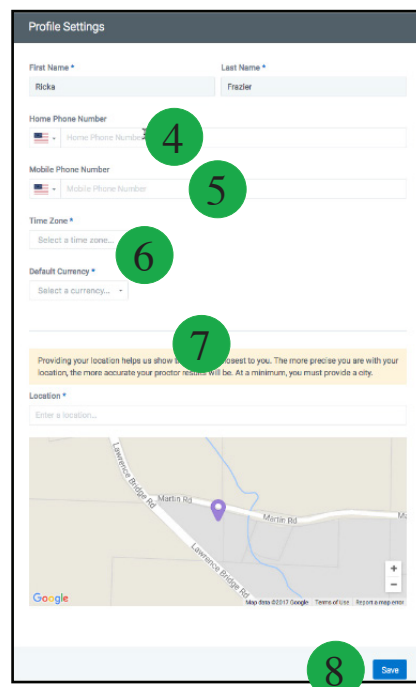 Profile Settings
First Name * Last Name *
Ricka Frazier
Home Phone Number
Home Phone Number
4
Mobile Phone Number
Mobile Phone Number
5
Time Zone *
Select a time zone...
6
Default Currency *
Select a currency...
7
Providing your location helps us show osest to you. The more precise you are with your
location, the more accurate your proctor results will be. At a minimum, you must provide a city.
Location *
Enter a location...
Lawrence Bridge Rd
Martin Rd
Martin Rd
Lawrence Bridge Rd
+
−
Google Map data ©2017 Google Terms of Use Report a map error
8
Save